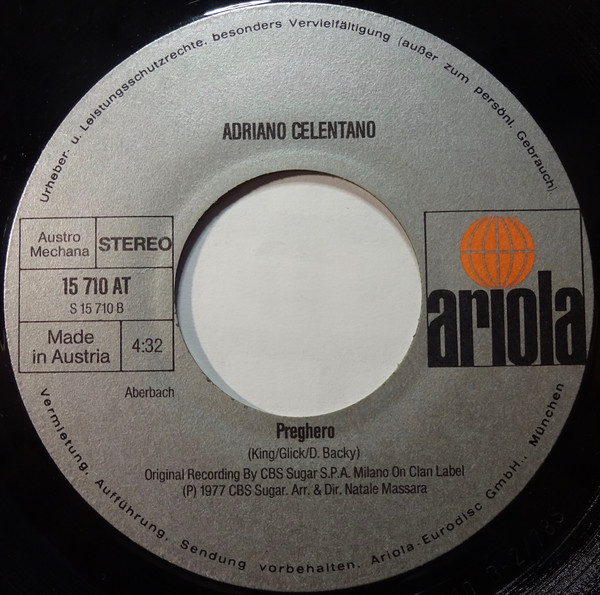 Urheber- u. Leistungsschutzrechte, besonders Vervielfältigung (außer zum persönl. Gebrauch),
ADRIANO CELENTANO
Austro
Mechana
STEREO
15 710 AT
S 15 710 B
Made
in Austria
4:32
ariola
Aberbach
Preghero
(King/Glick/D. Backy)
Original Recording By CBS Sugar S.P.A. Milano On Clan Label
(P) 1977 CBS Sugar. Arr. & Dir. Natale Massara
Vermietung, Aufführung, Sendung vorbehalten. Ariola-Eurodisc GmbH., München